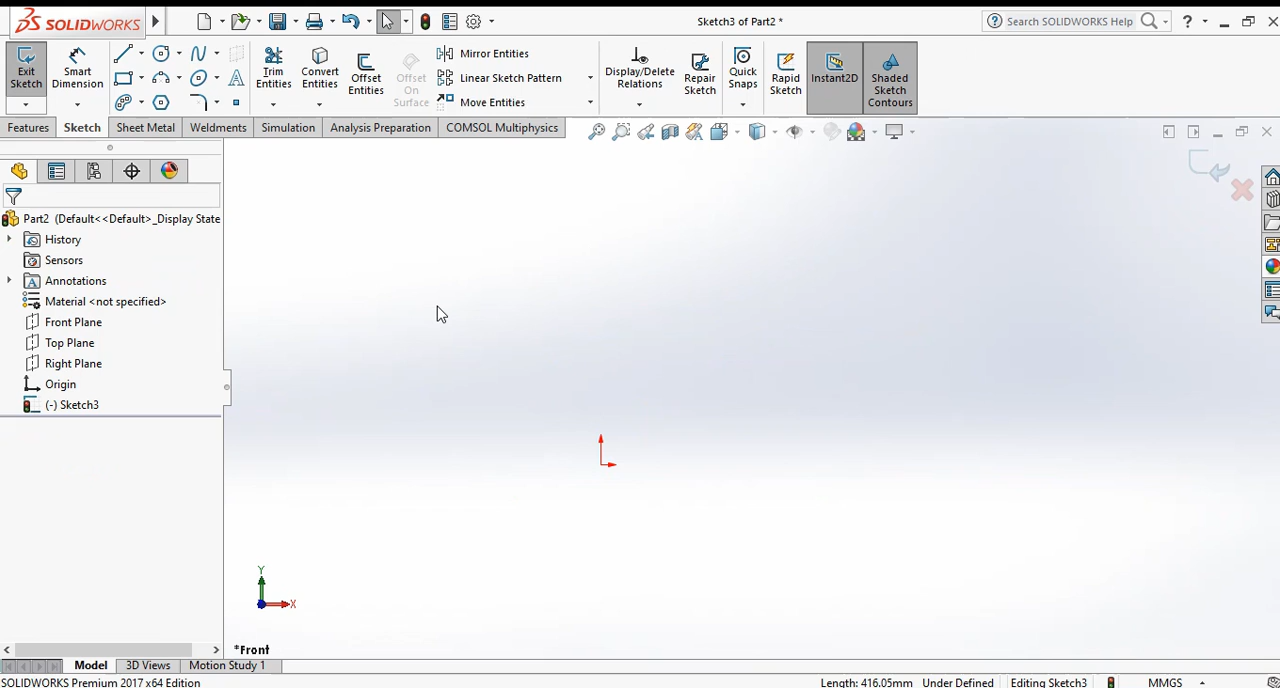 SOLIDWORKS
Sketch3 of Part2 *
Search SOLIDWORKS Help
?
Exit Sketch
Smart Dimension
Trim Entities
Convert Entities
Offset Entities
Offset On Surface
Mirror Entities
Linear Sketch Pattern
Move Entities
Display/Delete Relations
Repair Sketch
Quick Snaps
Rapid Sketch
Instant2D
Shaded Sketch Contours
Features
Sketch
Sheet Metal
Weldments
Simulation
Analysis Preparation
COMSOL Multiphysics
Part2 (Default<<Default>_Display State
History
Sensors
Annotations
Material <not specified>
Front Plane
Top Plane
Right Plane
Origin
(-) Sketch3
Y
X
*Front
Model
3D Views
Motion Study 1
SOLIDWORKS Premium 2017 x64 Edition
Length: 416.05mm
Under Defined
Editing Sketch3
MMGS